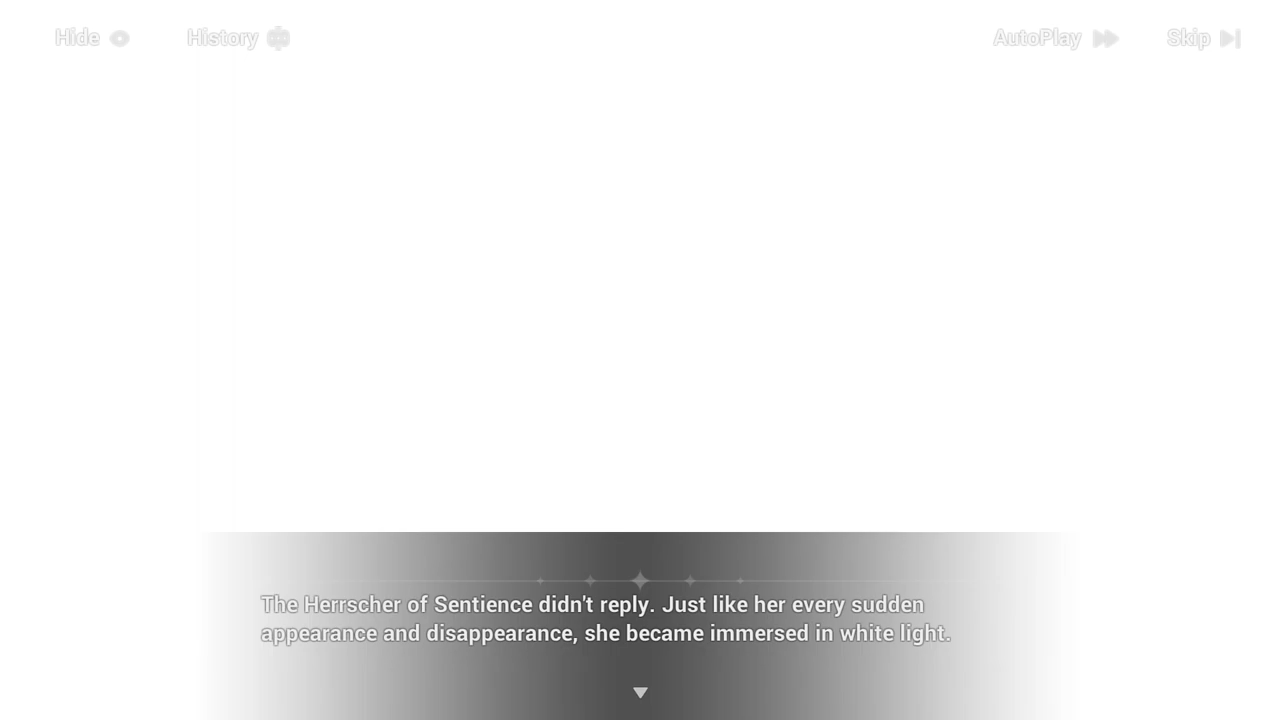 Hide
History
AutoPlay
Skip
The Herrscher of Sentience didn't reply. Just like her every sudden
appearance and disappearance, she became immersed in white light.